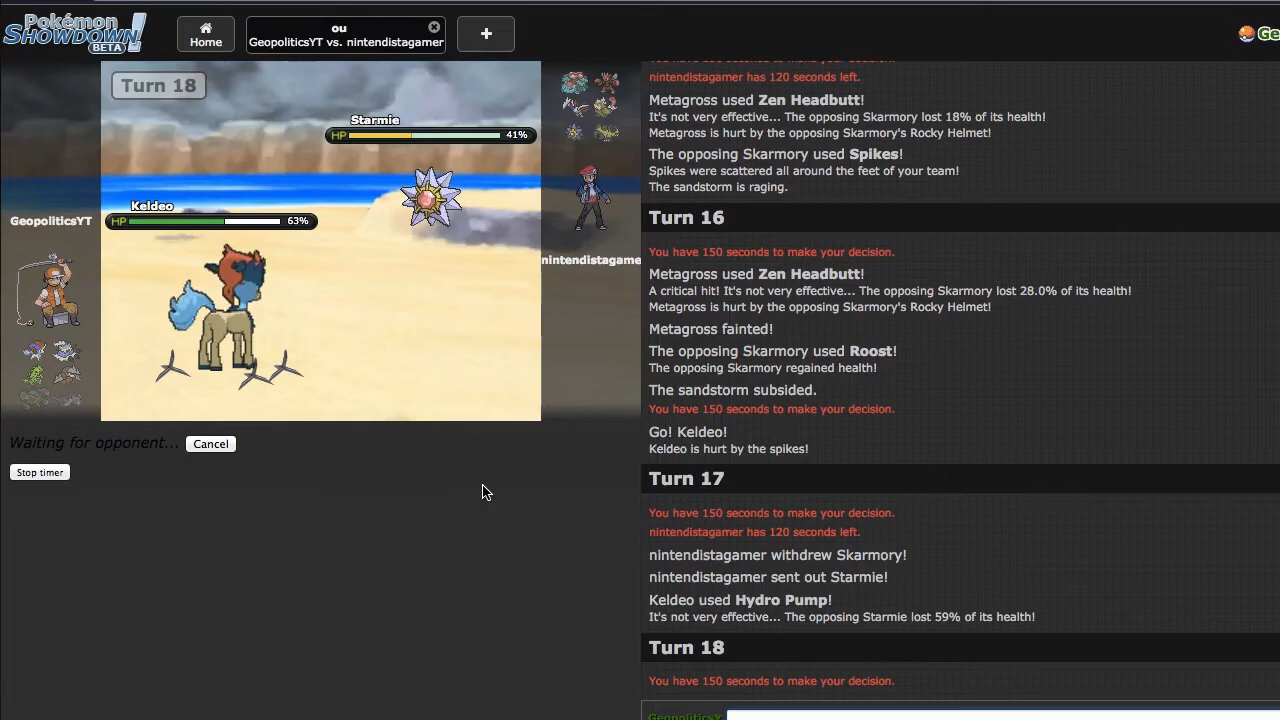 Pokémon
SHOWDOWN!
BETA
Home
ou
GeopoliticsYT vs. nintendistagamer
+
Ge
Turn 18
Starmie
HP 41%
Keldeo
HP 63%
GeopoliticsYT
nintendistagame
Waiting for opponent... Cancel
Stop timer
nintendistagamer has 120 seconds left.
Metagross used Zen Headbutt!
It's not very effective... The opposing Skarmory lost 18% of its health!
Metagross is hurt by the opposing Skarmory's Rocky Helmet!
The opposing Skarmory used Spikes!
Spikes were scattered all around the feet of your team!
The sandstorm is raging.
Turn 16
You have 150 seconds to make your decision.
Metagross used Zen Headbutt!
A critical hit! It's not very effective... The opposing Skarmory lost 28.0% of its health!
Metagross is hurt by the opposing Skarmory's Rocky Helmet!
Metagross fainted!
The opposing Skarmory used Roost!
The opposing Skarmory regained health!
The sandstorm subsided.
You have 150 seconds to make your decision.
Go! Keldeo!
Keldeo is hurt by the spikes!
Turn 17
You have 150 seconds to make your decision.
nintendistagamer has 120 seconds left.
nintendistagamer withdrew Skarmory!
nintendistagamer sent out Starmie!
Keldeo used Hydro Pump!
It's not very effective... The opposing Starmie lost 59% of its health!
Turn 18
You have 150 seconds to make your decision.